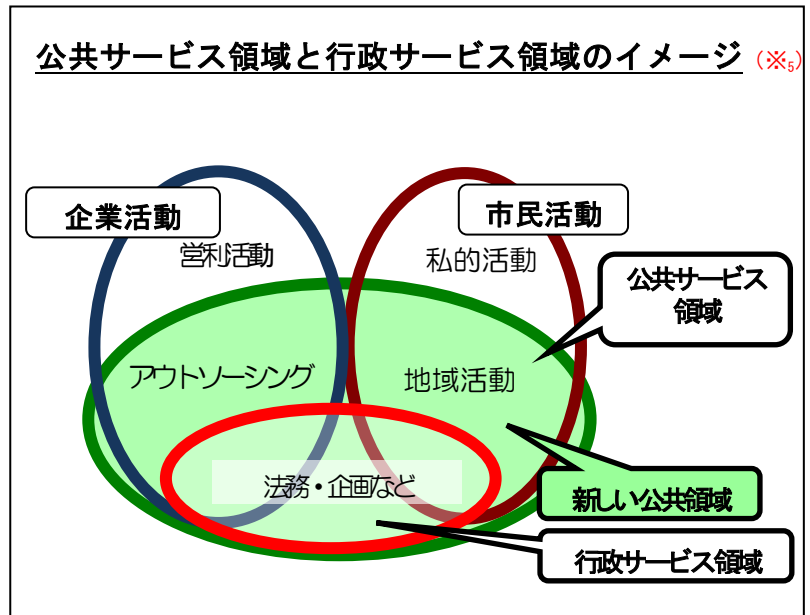 公共サービス領域と行政サービス領域のイメージ (※5)
企業活動
市民活動
営利活動
私的活動
公共サービス
領域
アウトソーシング
地域活動
法務・企画など
新しい公共領域
行政サービス領域